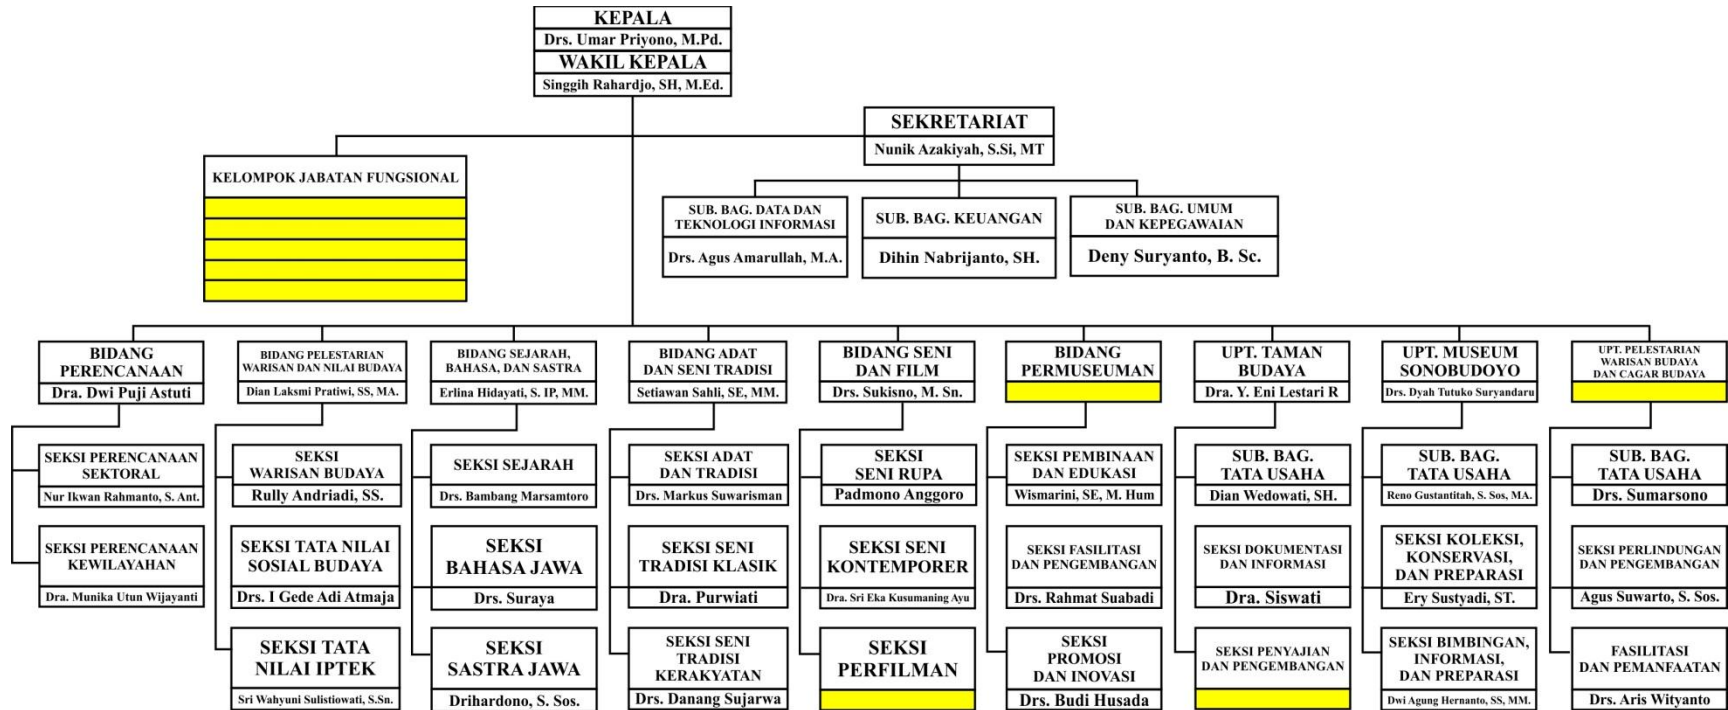 KEPALA
Drs. Umar Priyono, M.Pd.
WAKIL KEPALA
Singgih Rahardjo, SH, M.Ed.
SEKRETARIAT
Nunik Azakiyah, S.Si, MT
KELOMPOK JABATAN FUNGSIONAL
SUB. BAG. DATA DAN
TEKNOLOGI INFORMASI
Drs. Agus Amarullah, M.A.
SUB. BAG. KEUANGAN
Dihin Nabrijanto, SH.
SUB. BAG. UMUM
DAN KEPEGAWAIAN
Deny Suryanto, B. Sc.
BIDANG
PERENCANAAN
Dra. Dwi Puji Astuti
SEKSI PERENCANAAN
SEKTORAL
Nur Ikwan Rahmanto, S. Ant.
SEKSI PERENCANAAN
KEWILAYAHAN
Dra. Munika Utun Wijayanti
BIDANG PELESTARIAN
WARISAN DAN NILAI BUDAYA
Dian Laksmi Pratiwi, SS, MA.
SEKSI
WARISAN BUDAYA
Rully Andriadi, SS.
SEKSI TATA NILAI
SOSIAL BUDAYA
Drs. I Gede Adi Atmaja
SEKSI TATA
NILAI IPTEK
Sri Wahyuni Sulistiowati, S.Sn.
BIDANG SEJARAH,
BAHASA, DAN SASTRA
Erlina Hidayati, S. IP, MM.
SEKSI SEJARAH
Drs. Bambang Marsamtoro
SEKSI
BAHASA JAWA
Drs. Suraya
SEKSI
SASTRA JAWA
Drihardono, S. Sos.
BIDANG ADAT
DAN SENI TRADISI
Setiawan Sahli, SE, MM.
SEKSI ADAT
DAN TRADISI
Drs. Markus Suwarisman
SEKSI SENI
TRADISI KLASIK
Dra. Purwiati
SEKSI SENI
TRADISI
KERAKYATAN
Drs. Danang Sujarwa
BIDANG SENI
DAN FILM
Drs. Sukisno, M. Sn.
SEKSI
SENI RUPA
Padmono Anggoro
SEKSI SENI
KONTEMPORER
Dra. Sri Eka Kusumaning Ayu
SEKSI
PERFILMAN
BIDANG
PERMUSEUMAN
SEKSI PEMBINAAN
DAN EDUKASI
Wismarini, SE, M. Hum
SEKSI FASILITASI
DAN PENGEMBANGAN
Drs. Rahmat Suabadi
SEKSI
PROMOSI
DAN INOVASI
Drs. Budi Husada
UPT. TAMAN
BUDAYA
Dra. Y. Eni Lestari R
SUB. BAG.
TATA USAHA
Dian Wedowati, SH.
SEKSI DOKUMENTASI
DAN INFORMASI
Dra. Siswati
SEKSI PENYAJIAN
DAN PENGEMBANGAN
UPT. MUSEUM
SONOBUDOYO
Drs. Dyah Tutuko Suryandaru
SUB. BAG.
TATA USAHA
Reno Gustantitah, S. Sos, MA.
SEKSI KOLEKSI,
KONSERVASI,
DAN PREPARASI
Ery Sustyadi, ST.
SEKSI BIMBINGAN,
INFORMASI,
DAN PREPARASI
Dwi Agung Hernanto, SS, MM.
UPT. PELESTARIAN
WARISAN BUDAYA
DAN CAGAR BUDAYA
SUB. BAG.
TATA USAHA
Drs. Sumarsono
SEKSI PERLINDUNGAN
DAN PENGEMBANGAN
Agus Suwarto, S. Sos.
FASILITASI
DAN PEMANFAATAN
Drs. Aris Wityanto